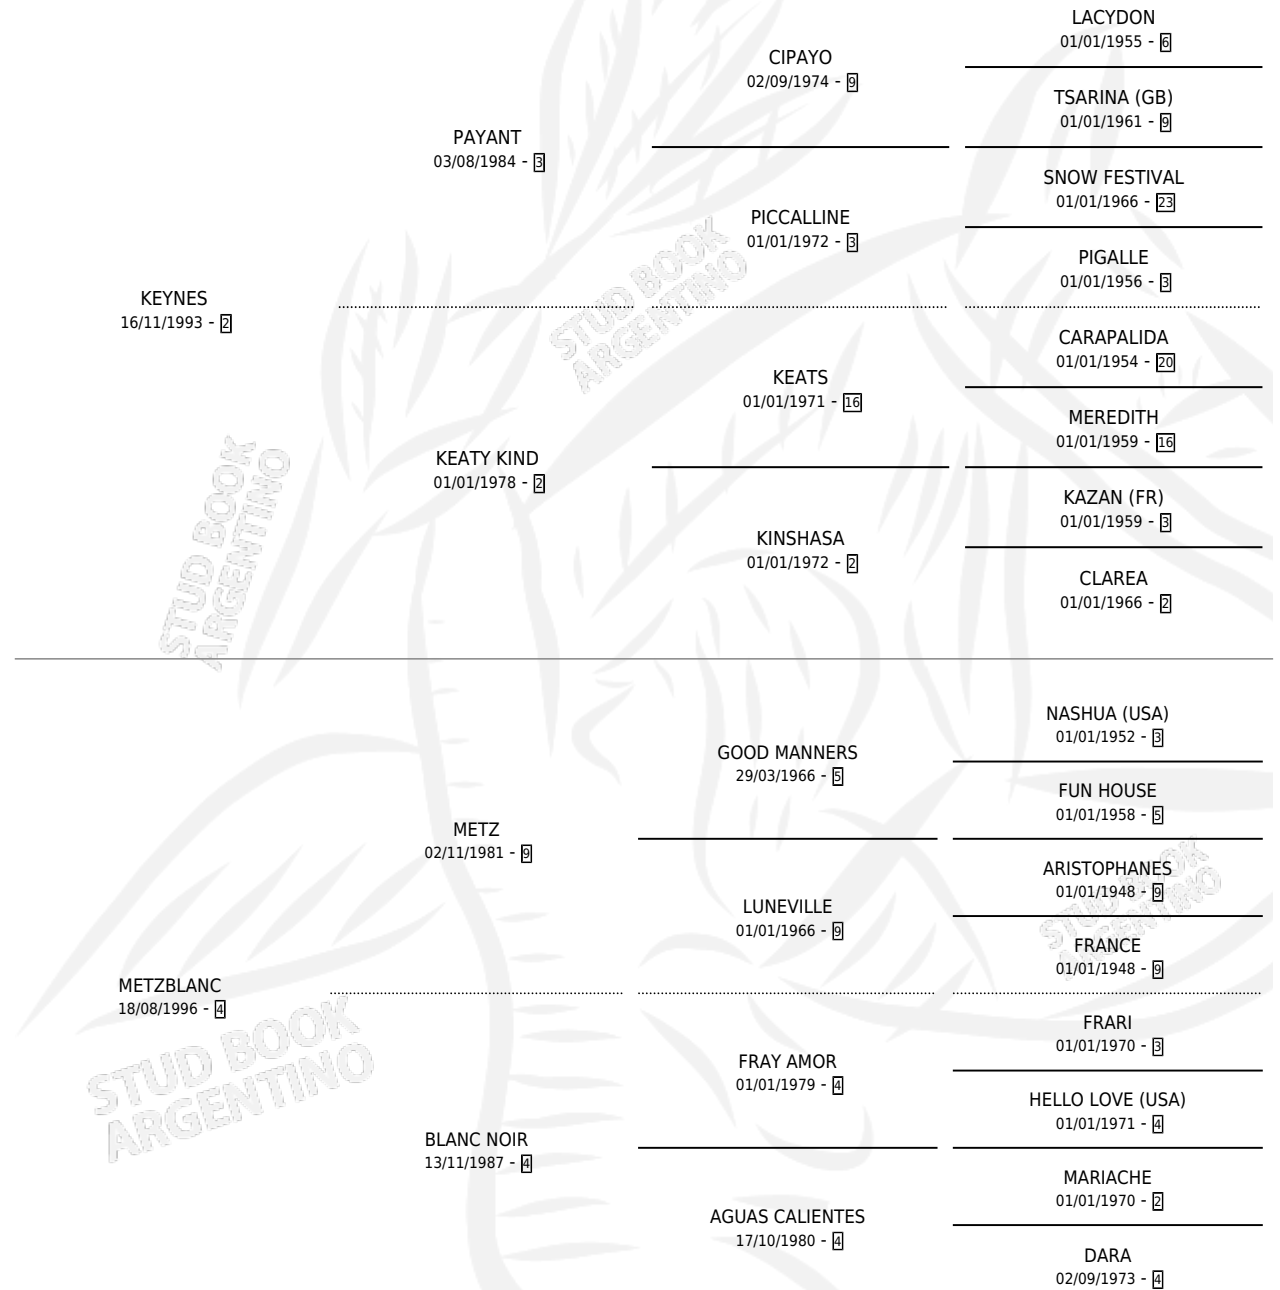 LACYDON
01/01/1955 - 6
CIPAYO
02/09/1974 - 9
TSARINA (GB)
01/01/1961 - 9
PAYANT
03/08/1984 - 3
SNOW FESTIVAL
01/01/1966 - 23
PICCALLINE
01/01/1972 - 3
PIGALLE
01/01/1956 - 3
KEYNES
16/11/1993 - 2
CARAPALIDA
01/01/1954 - 20
KEATS
01/01/1971 - 16
MEREDITH
01/01/1959 - 16
KEATY KIND
01/01/1978 - 2
KAZAN (FR)
01/01/1959 - 3
KINSHASA
01/01/1972 - 2
CLAREA
01/01/1966 - 2
NASHUA (USA)
01/01/1952 - 3
GOOD MANNERS
29/03/1966 - 5
FUN HOUSE
01/01/1958 - 5
METZ
02/11/1981 - 9
ARISTOPHANES
01/01/1948 - 9
LUNEVILLE
01/01/1966 - 9
FRANCE
01/01/1948 - 9
METZBLANC
18/08/1996 - 4
FRARI
01/01/1970 - 3
FRAY AMOR
01/01/1979 - 4
HELLO LOVE (USA)
01/01/1971 - 4
BLANC NOIR
13/11/1987 - 4
MARIACHE
01/01/1970 - 2
AGUAS CALIENTES
17/10/1980 - 4
DARA
02/09/1973 - 4
STUD BOOK
ARGENTINO
STUD BOOK
ARGENTINO
STUD BOOK
ARGENTINO
STUD BOOK
ARGENTINO